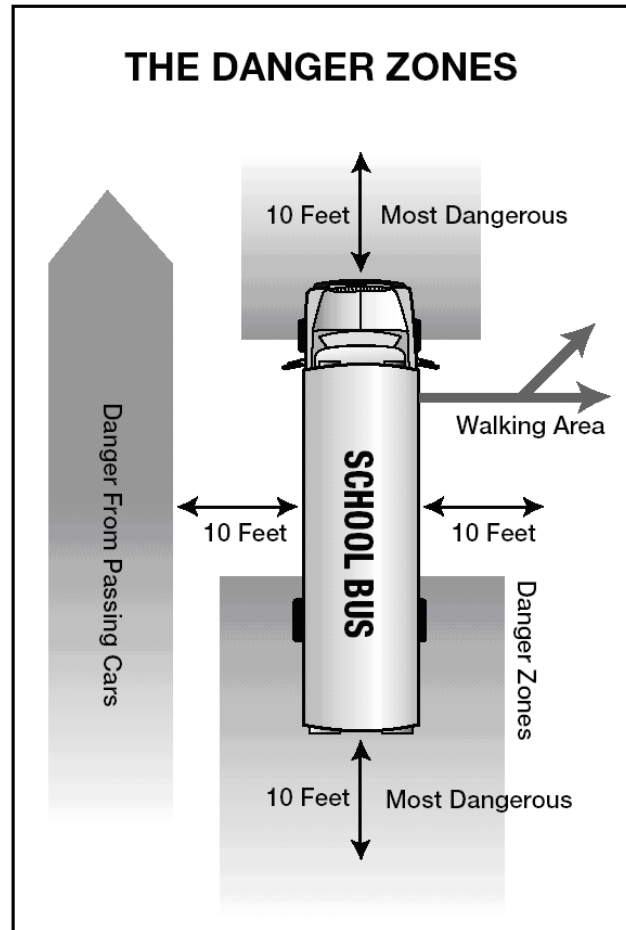 THE DANGER ZONES
10 Feet
Most Dangerous
Walking Area
Danger From Passing Cars
SCHOOL BUS
10 Feet
10 Feet
Danger Zones
10 Feet
Most Dangerous